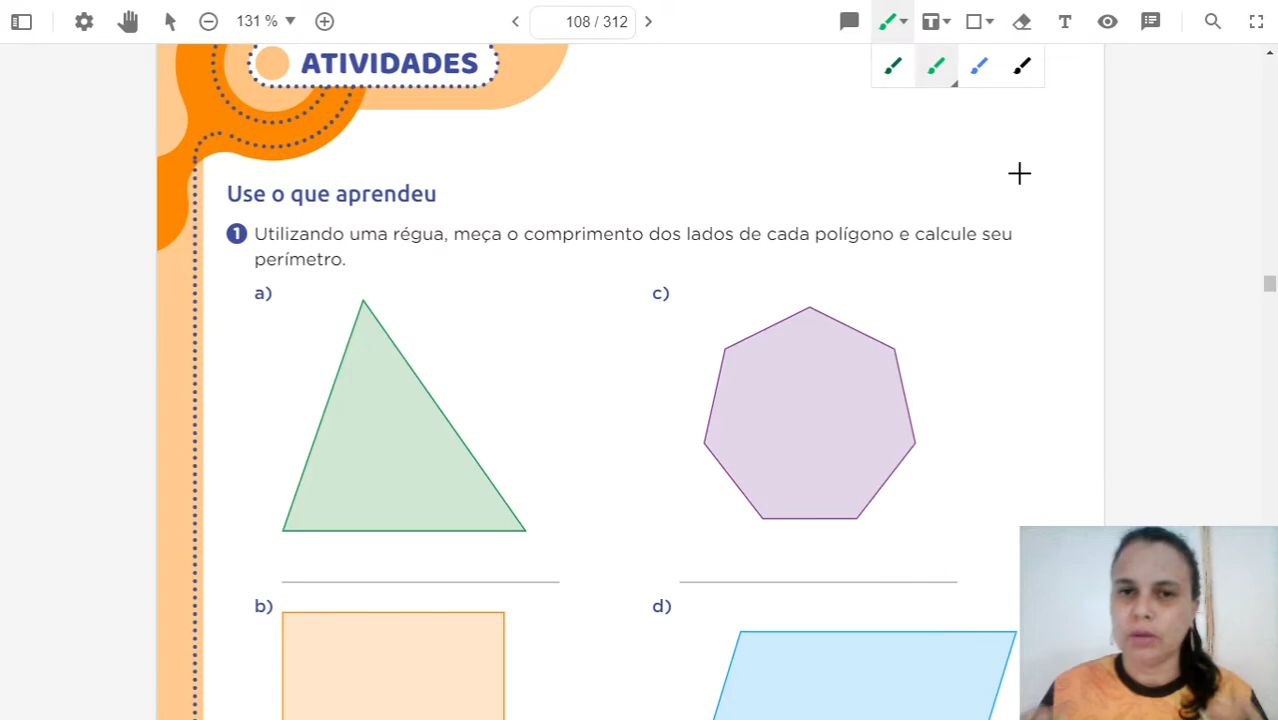 131 %
108 / 312
T
T
ATIVIDADES
Use o que aprendeu
1 Utilizando uma régua, meça o comprimento dos lados de cada polígono e calcule seu
perímetro.
a)
c)
b)
d)